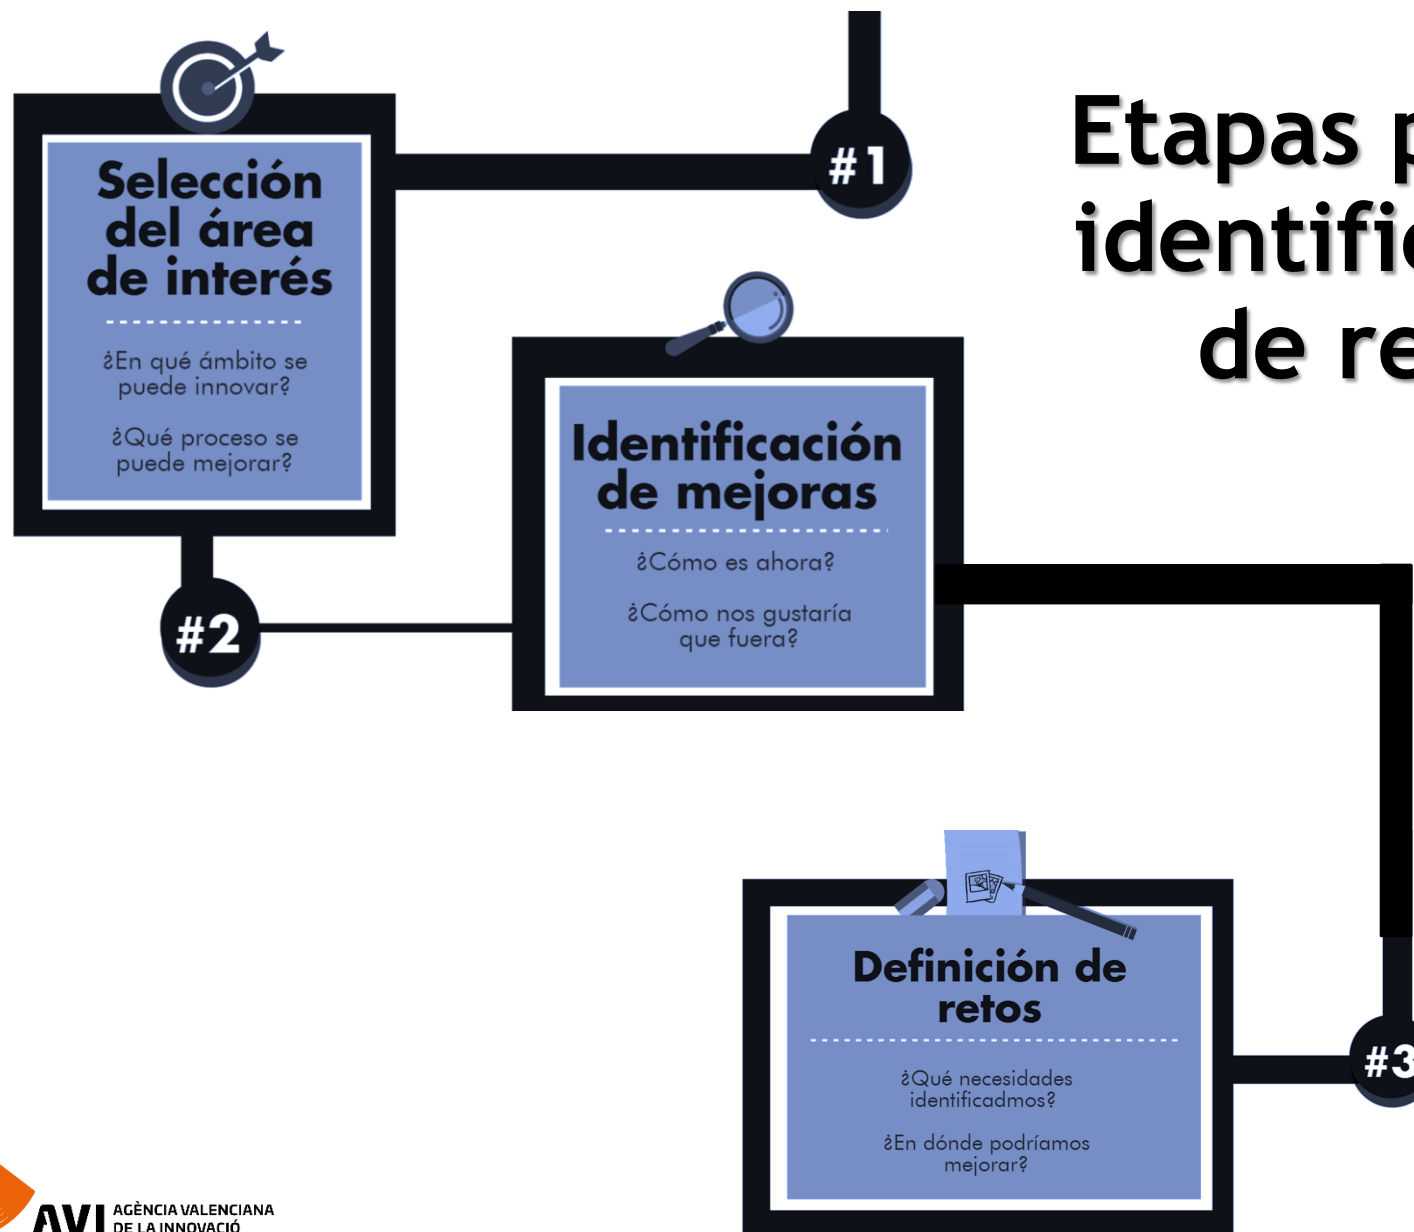 Etapas
identific
de re
#1
Selección
del área
de interés
¿En qué ámbito se
puede innovar?
¿Qué proceso se
puede mejorar?
#2
Identificación
de mejoras
¿Cómo es ahora?
¿Cómo nos gustaría
que fuera?
#3
Definición de
retos
¿Qué necesidades
identificadmos?
¿En dónde podríamos
mejorar?
AVI
AGÈNCIA VALENCIANA
DE LA INNOVACIÓ